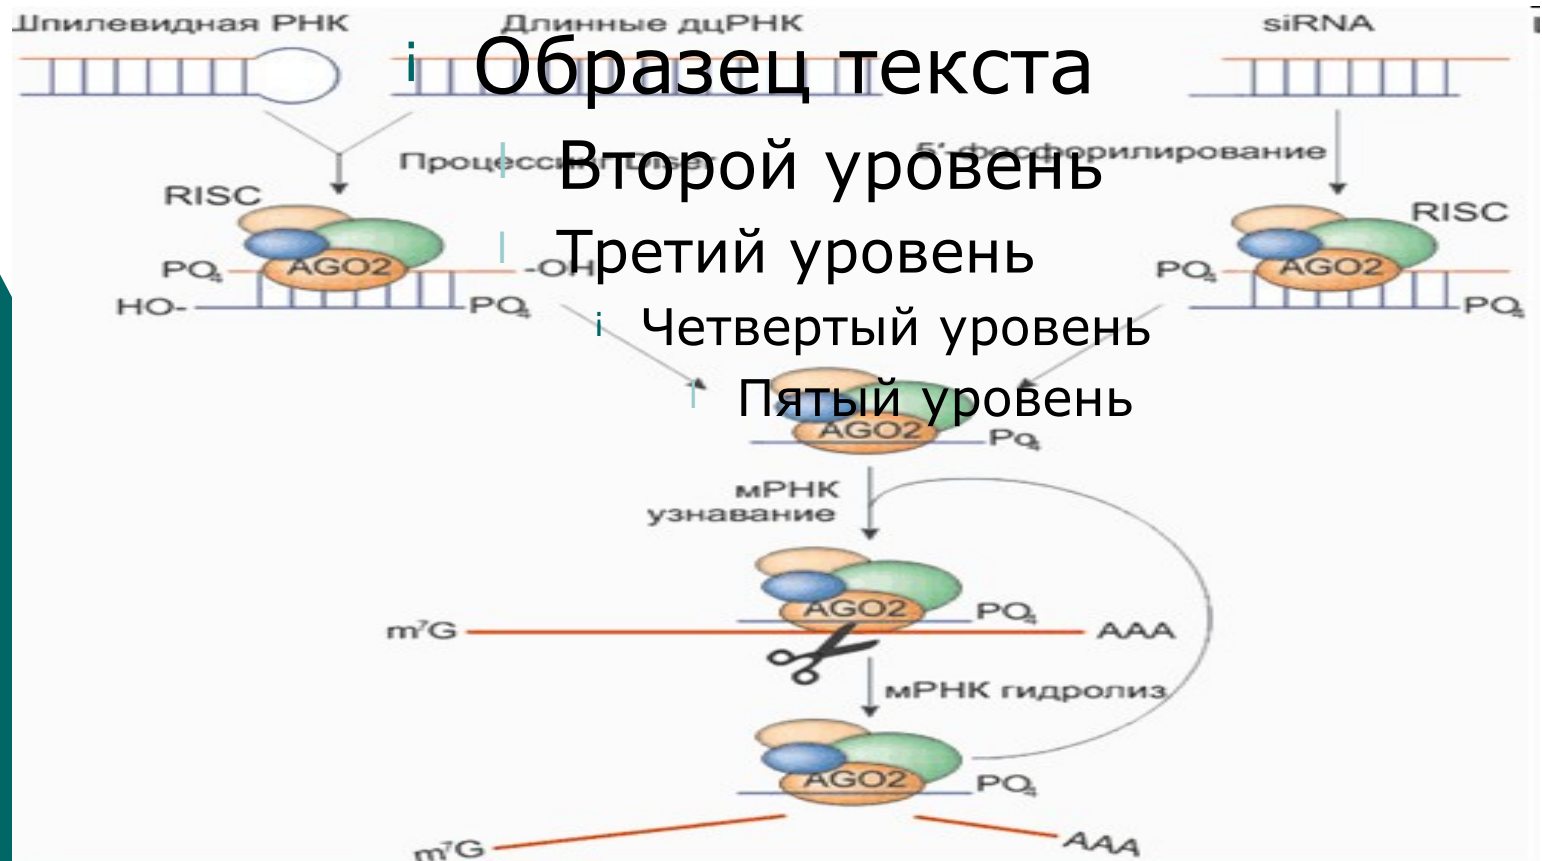 Шпилевидная РНК
Длинные дцРНК
siRNA
Образец текста
Процессинг Diser
Второй уровень
5'-фосфорилирование
RISC
RISC
Третий уровень
PO4
AGO2
-OH
PO4
AGO2
HO-
PO4
PO4
Четвертый уровень
Пятый уровень
AGO2
Po4
мРНК
узнавание
AGO2
PO4
m7G
AAA
мРНК гидролиз
AGO2
PO4
m7G
AAA